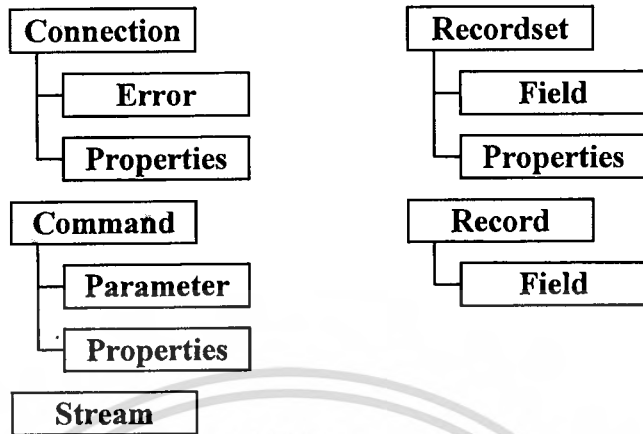 Connection
Error
Properties
Command
Parameter
Properties
Stream
Recordset
Field
Properties
Record
Field